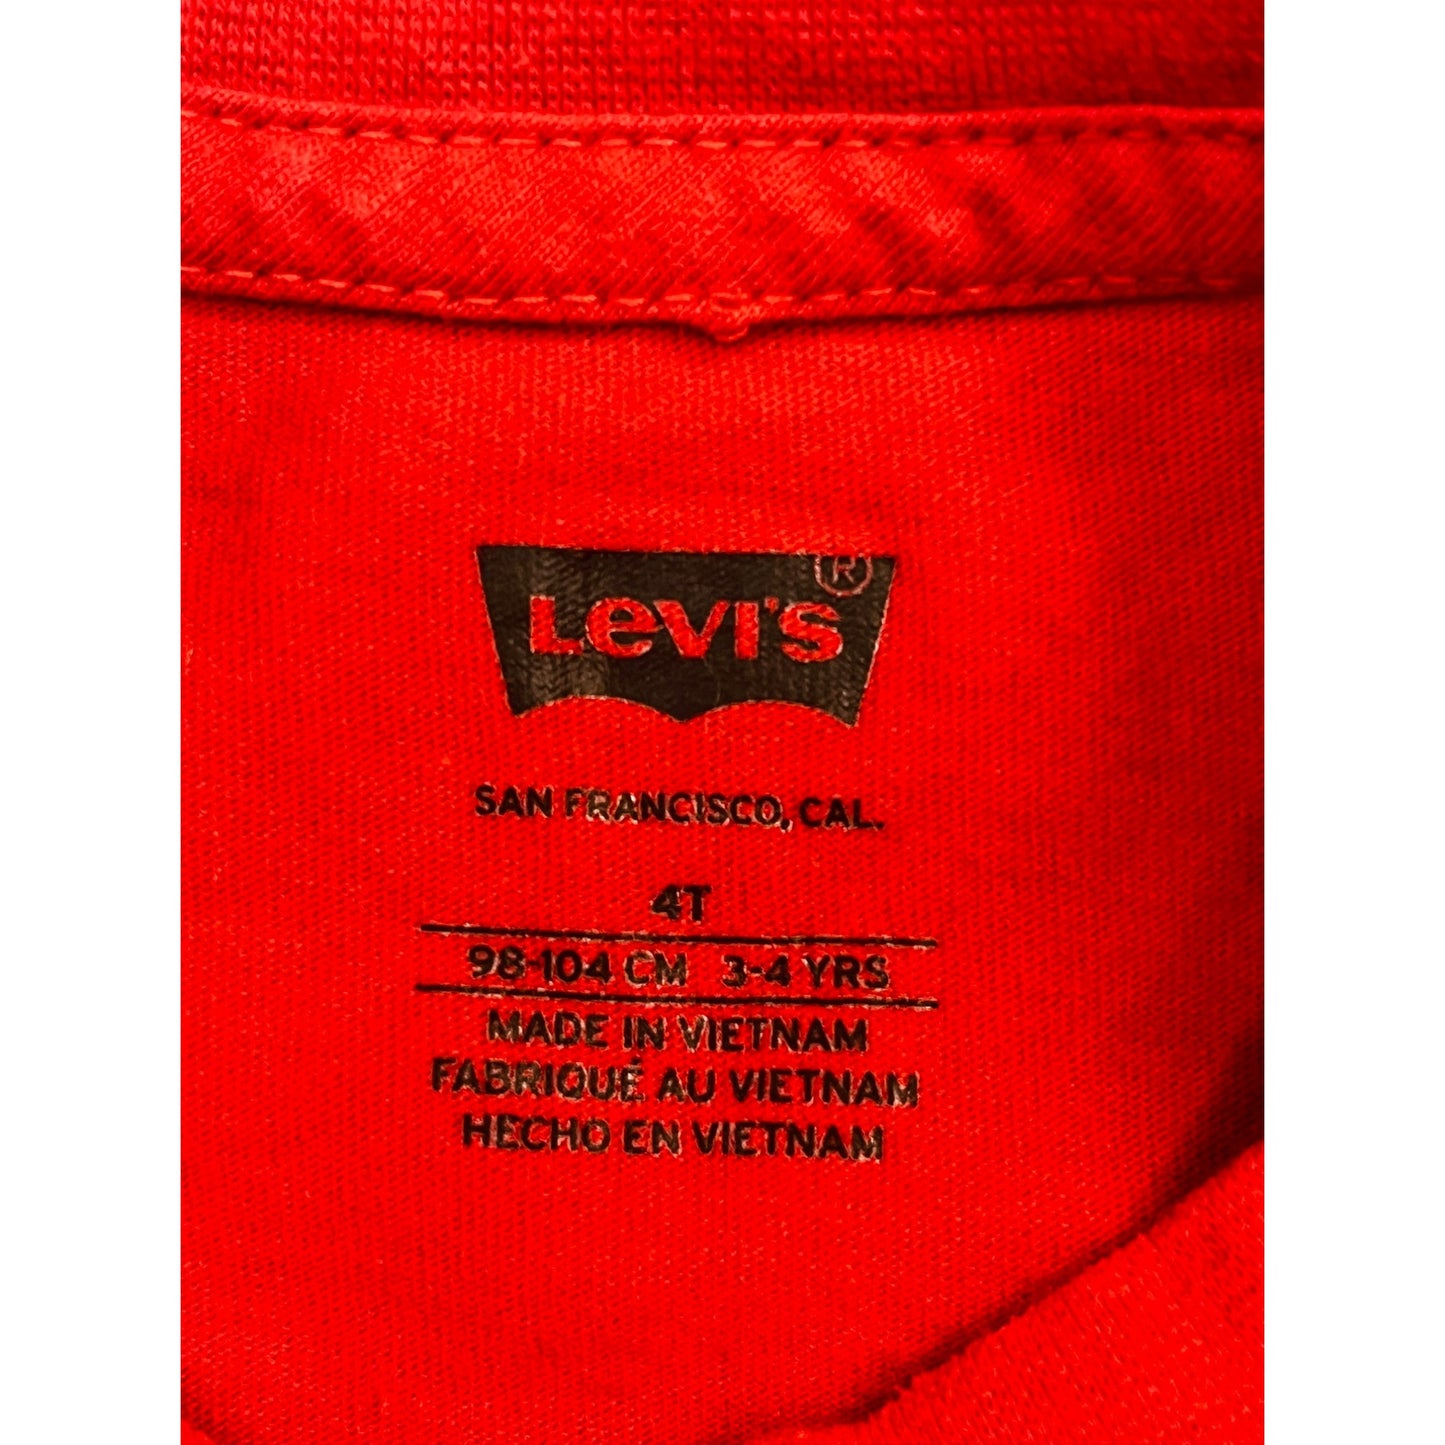 Levi's ®
SAN FRANCISCO, CAL.
4T
98-104 CM 3-4 YRS
MADE IN VIETNAM
FABRIQUÉ AU VIETNAM
HECHO EN VIETNAM